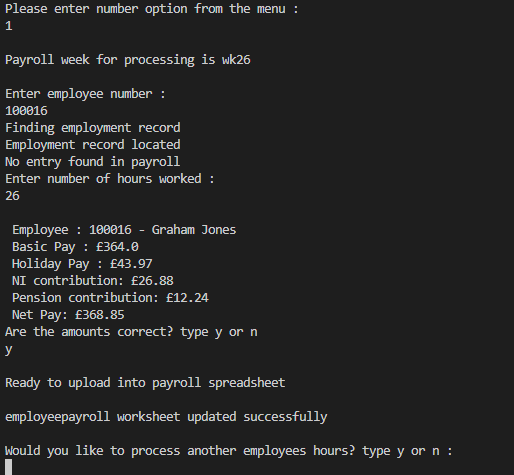 Please enter number option from the menu :
1
Payroll week for processing is wk26
Enter employee number :
100016
Finding employment record
Employment record located
No entry found in payroll
Enter number of hours worked :
26
Employee : 100016 - Graham Jones
Basic Pay : £364.0
Holiday Pay : £43.97
NI contribution: £26.88
Pension contribution: £12.24
Net Pay: £368.85
Are the amounts correct? type y or n
y
Ready to upload into payroll spreadsheet
employeepayroll worksheet updated successfully
Would you like to process another employees hours? type y or n :